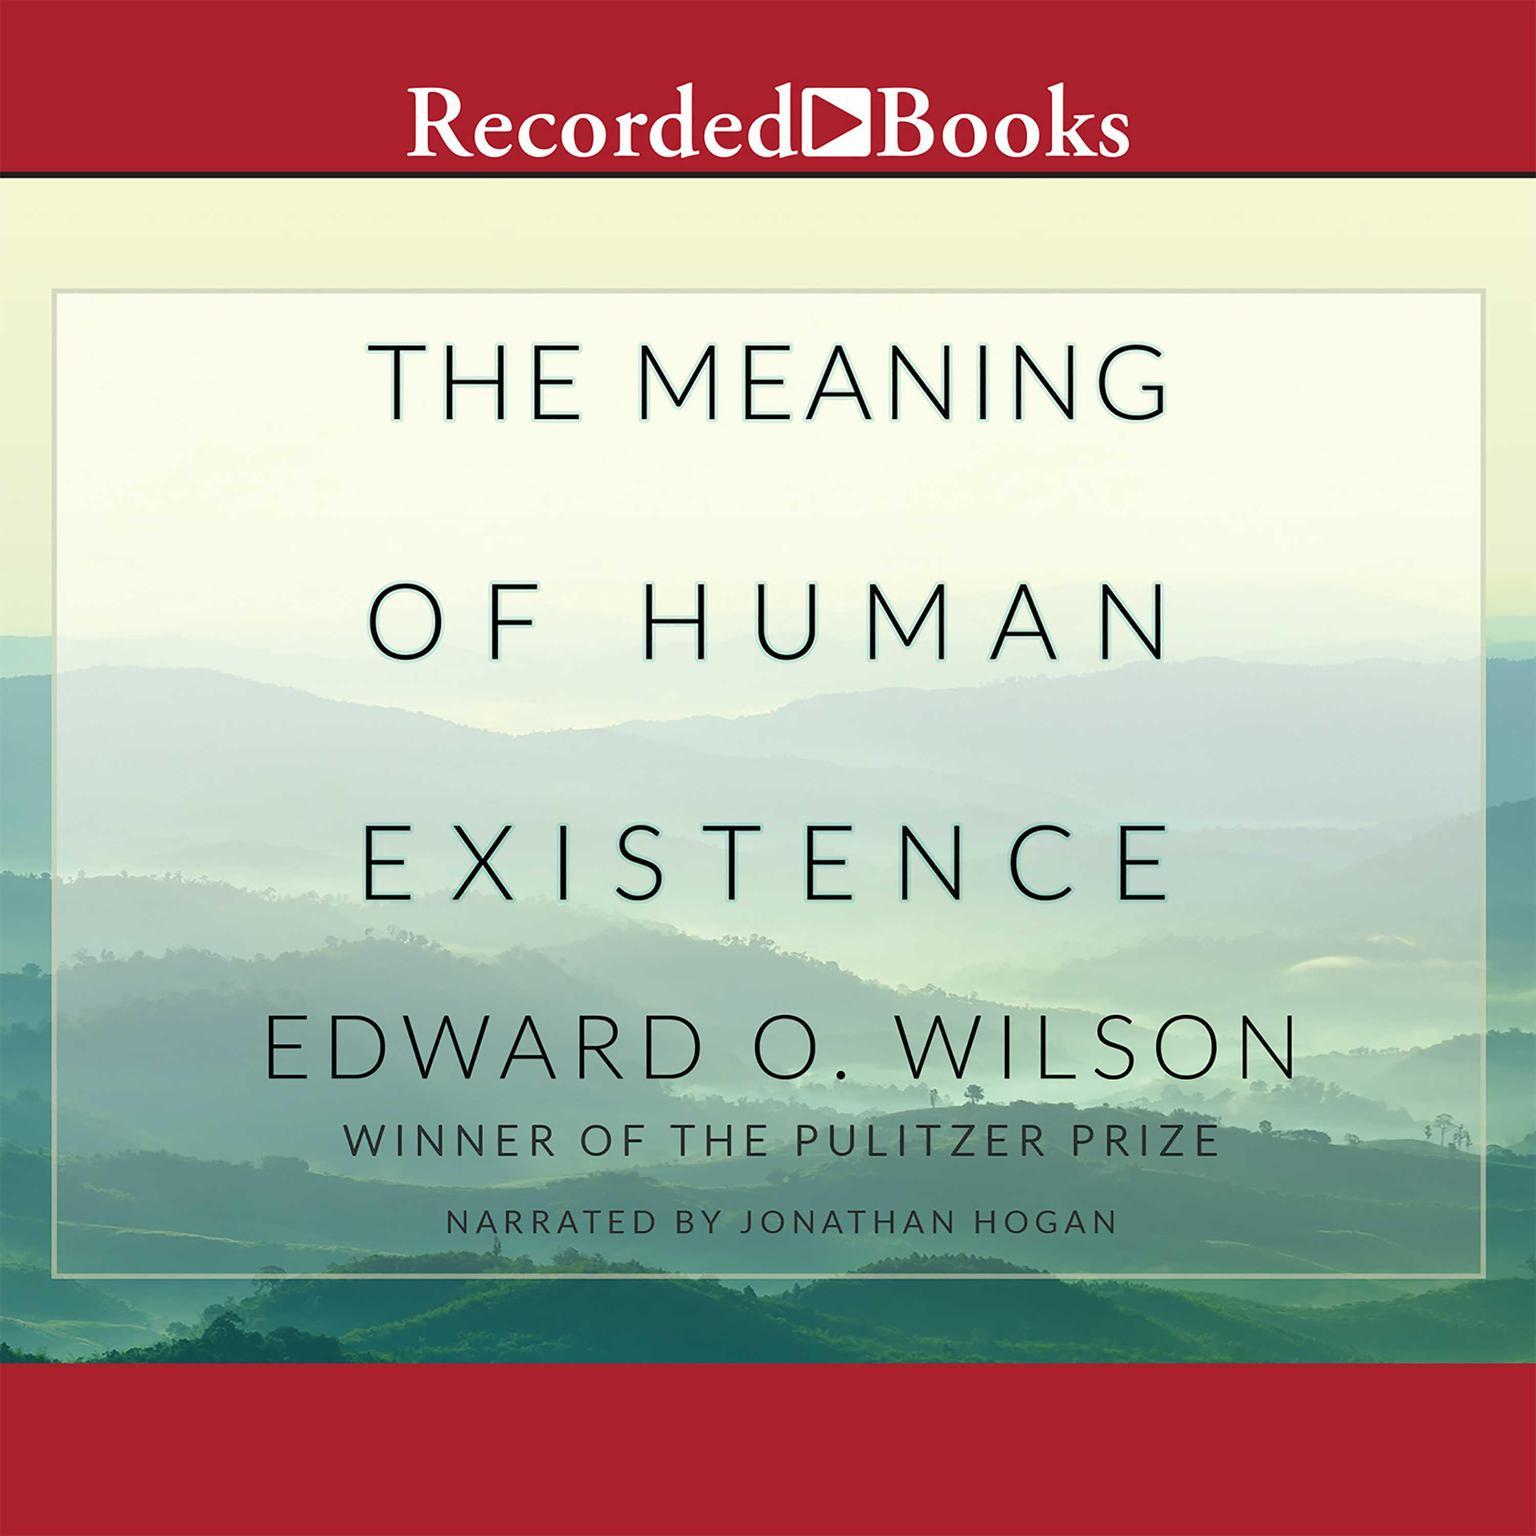 Recorded Books
THE MEANING
OF HUMAN
EXISTENCE
EDWARD O. WILSON
WINNER OF THE PULITZER PRIZE
NARRATED BY JONATHAN HOGAN